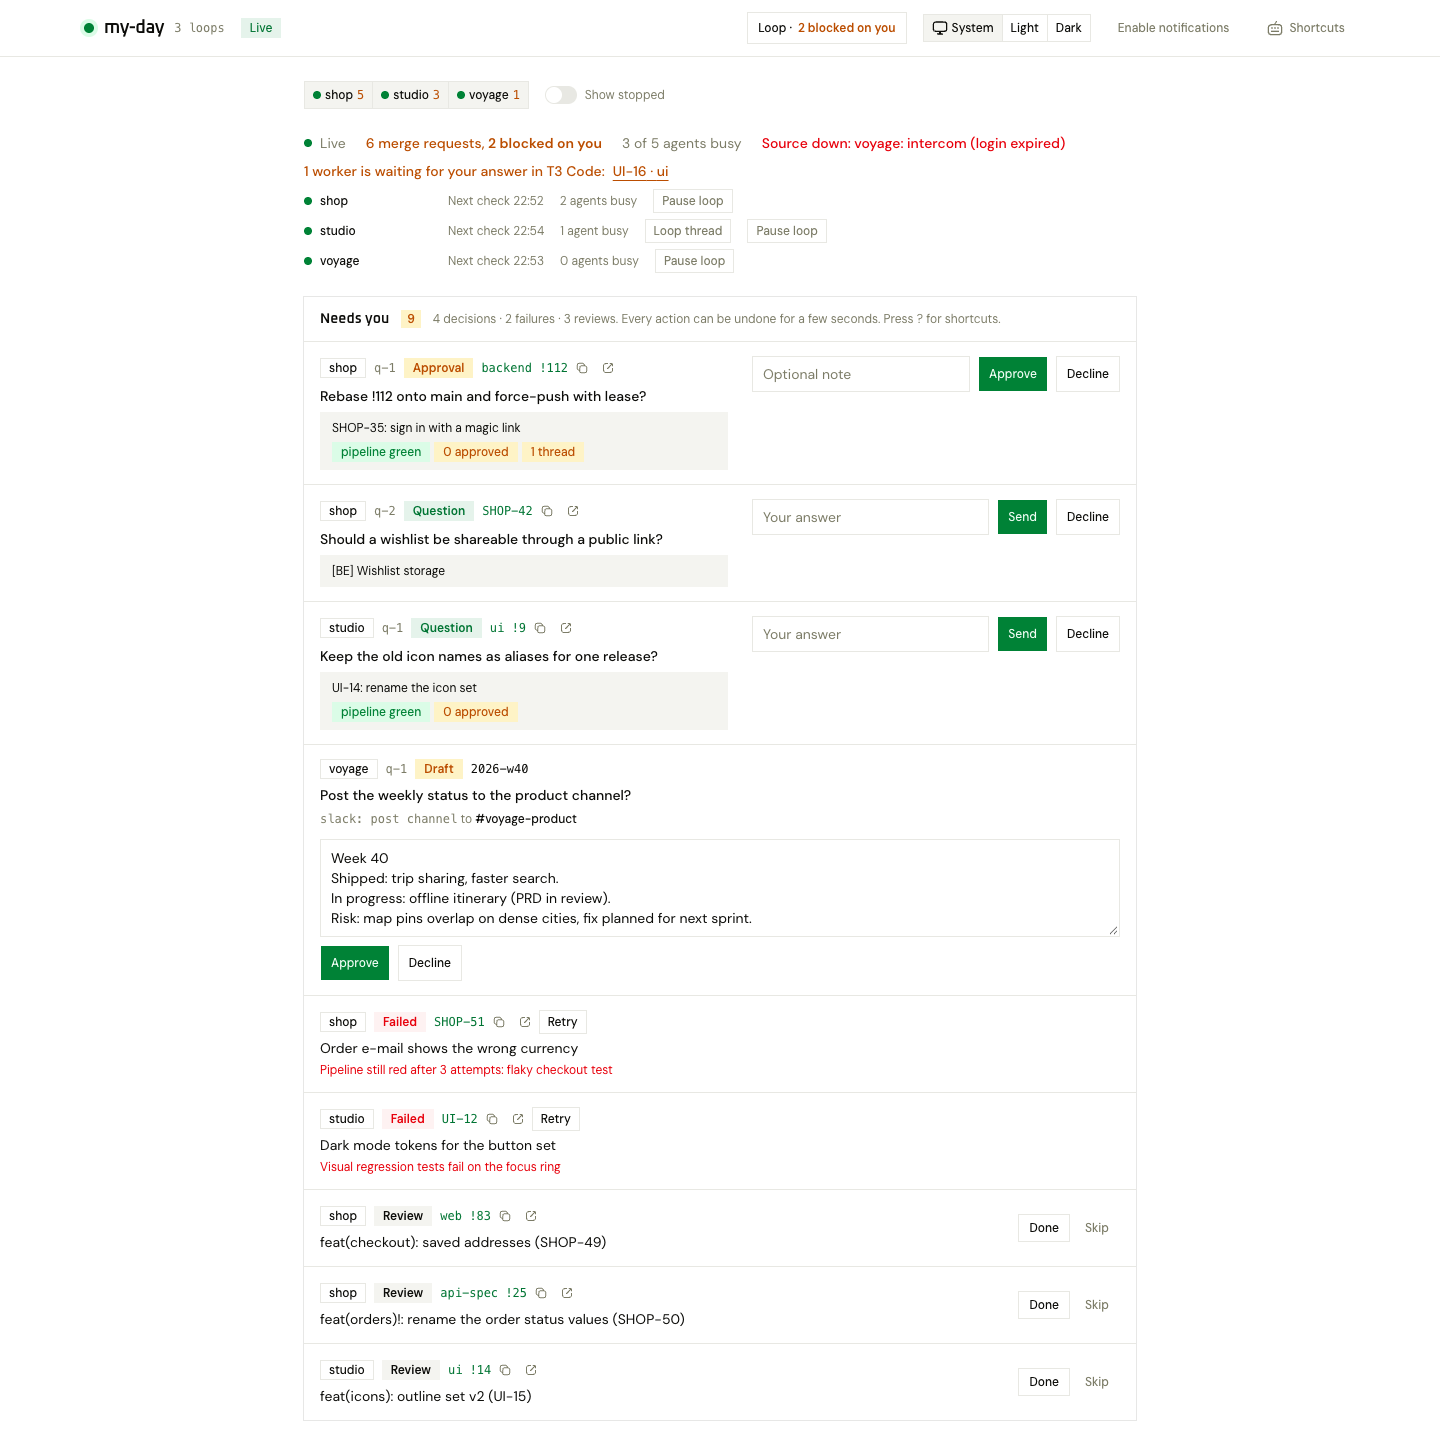 my-day 3 loops Live Loop · 2 blocked on you System Light Dark Enable notifications Shortcuts
shop 5 studio 3 voyage 1 Show stopped
Live 6 merge requests, 2 blocked on you 3 of 5 agents busy Source down: voyage: intercom (login expired)
1 worker is waiting for your answer in T3 Code: UI-16 · ui
shop Next check 22:52 2 agents busy Pause loop
studio Next check 22:54 1 agent busy Loop thread Pause loop
voyage Next check 22:53 0 agents busy Pause loop
Needs you 9 4 decisions · 2 failures · 3 reviews. Every action can be undone for a few seconds. Press ? for shortcuts.
shop q-1 Approval backend !112 Optional note Approve Decline
Rebase !112 onto main and force-push with lease?
SHOP-35: sign in with a magic link
pipeline green 0 approved 1 thread
shop q-2 Question SHOP-42 Your answer Send Decline
Should a wishlist be shareable through a public link?
[BE] Wishlist storage
studio q-1 Question ui !9 Your answer Send Decline
Keep the old icon names as aliases for one release?
UI-14: rename the icon set
pipeline green 0 approved
voyage q-1 Draft 2026-w40
Post the weekly status to the product channel?
slack: post channel to #voyage-product
Week 40
Shipped: trip sharing, faster search.
In progress: offline itinerary (PRD in review).
Risk: map pins overlap on dense cities, fix planned for next sprint.
Approve Decline
shop Failed SHOP-51 Retry
Order e-mail shows the wrong currency
Pipeline still red after 3 attempts: flaky checkout test
studio Failed UI-12 Retry
Dark mode tokens for the button set
Visual regression tests fail on the focus ring
shop Review web !83 Done Skip
feat(checkout): saved addresses (SHOP-49)
shop Review api-spec !25 Done Skip
feat(orders)!: rename the order status values (SHOP-50)
studio Review ui !14 Done Skip
feat(icons): outline set v2 (UI-15)